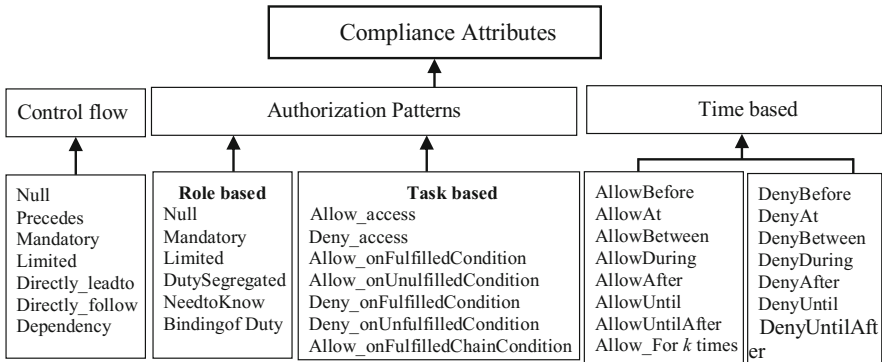 Compliance Attributes
Control flow
Authorization Patterns
Time based
Null
Precedes
Mandatory
Limited
Directly_leadto
Directly_follow
Dependency
Role based
Null
Mandatory
Limited
DutySegregated
NeedtoKnow
Bindingof Duty
Task based
Allow_access
Deny_access
Allow_onFulfilledCondition
Allow_onUnulfilledCondition
Deny_onFulfilledCondition
Deny_onUnfulfilledCondition
Allow_onFulfilledChainCondition
AllowBefore
AllowAt
AllowBetween
AllowDuring
AllowAfter
AllowUntil
AllowUntilAfter
Allow_For k times
DenyBefore
DenyAt
DenyBetween
DenyDuring
DenyAfter
DenyUntil
DenyUntilAft
er